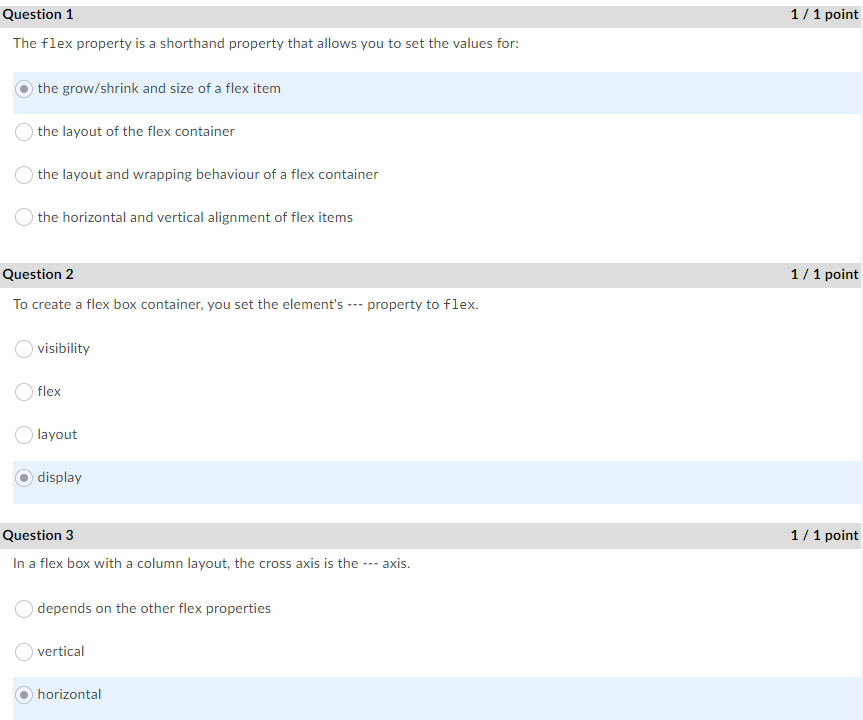 Question 1 1 / 1 point
The flex property is a shorthand property that allows you to set the values for:
the grow/shrink and size of a flex item
the layout of the flex container
the layout and wrapping behaviour of a flex container
the horizontal and vertical alignment of flex items
Question 2 1 / 1 point
To create a flex box container, you set the element's --- property to flex.
visibility
flex
layout
display
Question 3 1 / 1 point
In a flex box with a column layout, the cross axis is the --- axis.
depends on the other flex properties
vertical
horizontal